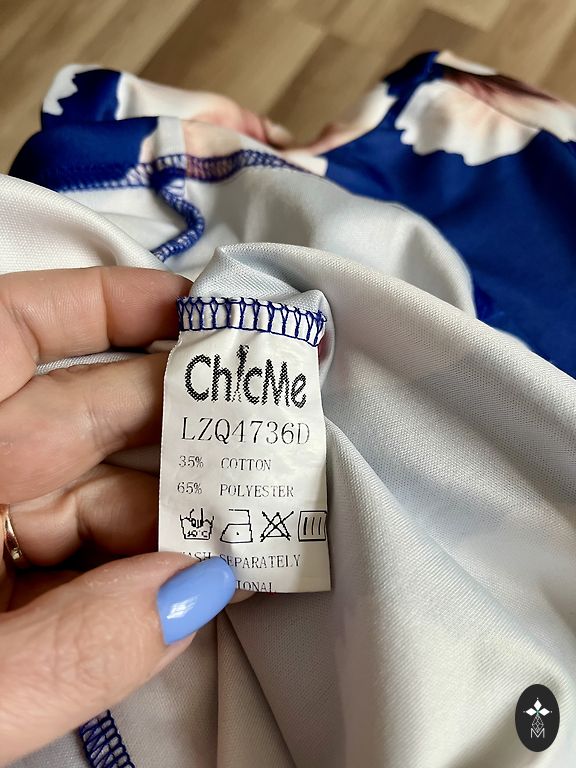 ChicMe
LZQ4736D
35% COTTON
65% POLYESTER
SEPARATELY